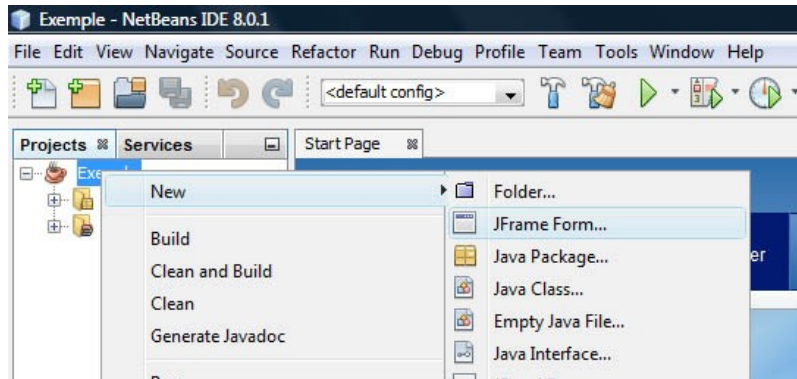 Exemple - NetBeans IDE 8.0.1
File Edit View Navigate Source Refactor Run Debug Profile Team Tools Window Help
<default config>
Projects Services Start Page
New
Folder...
JFrame Form...
Build
Java Package...
Clean and Build
Java Class...
Clean
Empty Java File...
Generate Javadoc
Java Interface...